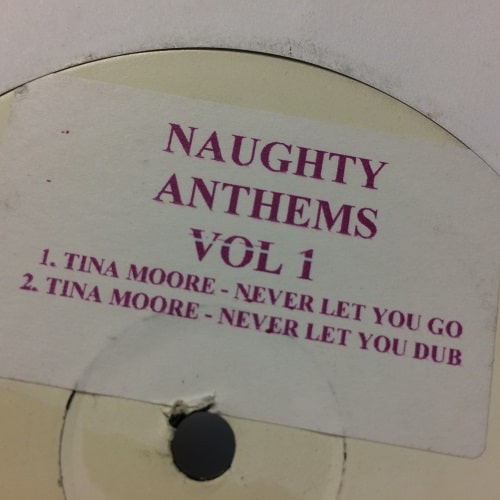 NAUGHTY
ANTHEMS
VOL 1
1. TINA MOORE - NEVER LET YOU GO
2. TINA MOORE - NEVER LET YOU DUB